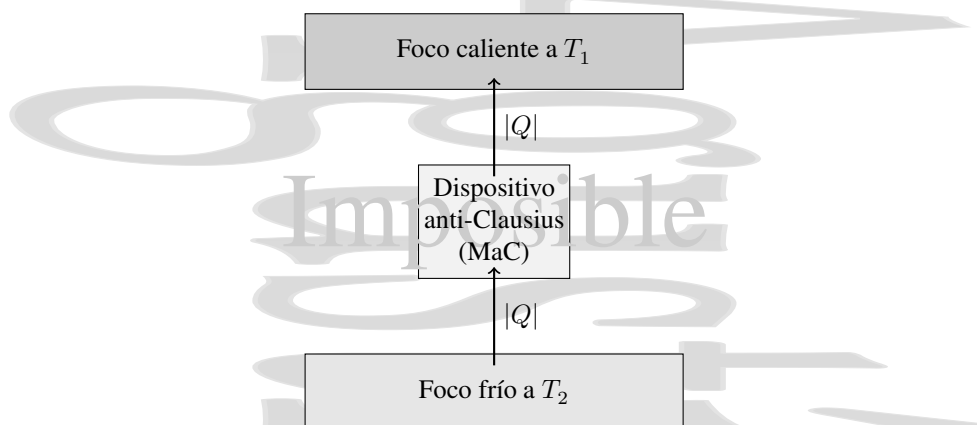 Foco caliente a T₁
|Q|
Dispositivo
anti-Clausius
(MaC)
Imposible
|Q|
Foco frío a T₂